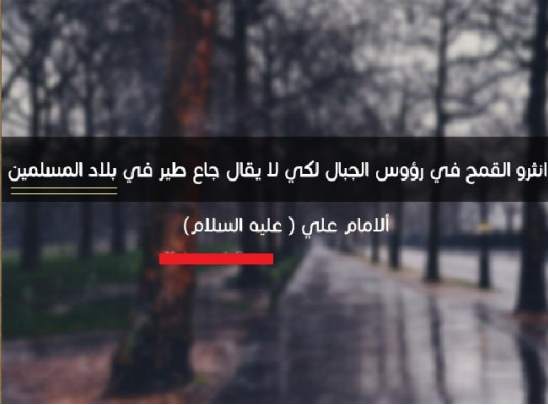 انثرو القمح في رؤوس الجبال لكي لا يقال جاع طير في بلاد المسلمين
ألامام علي ( عليه السلام)